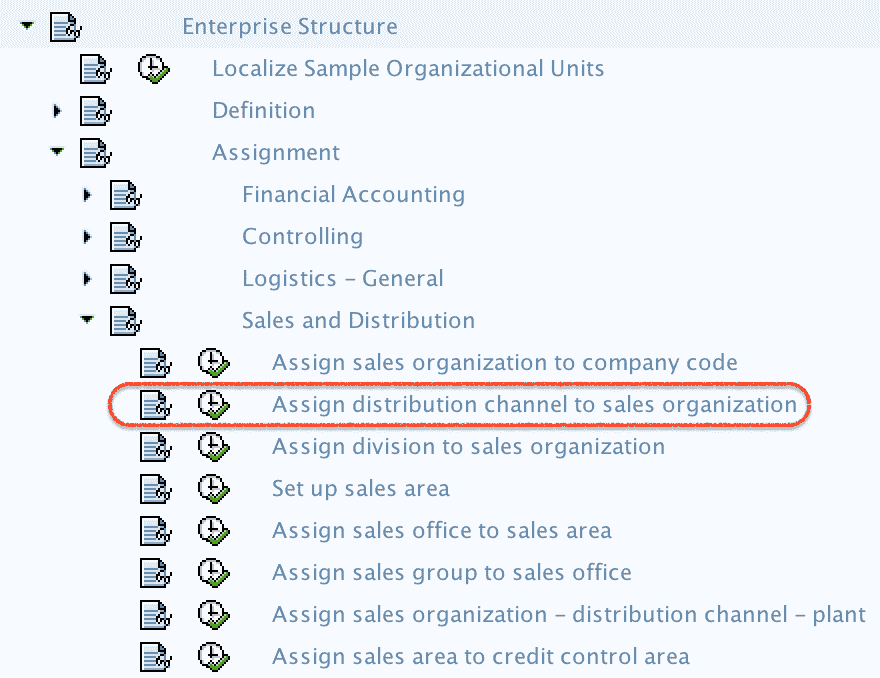 Enterprise Structure
Localize Sample Organizational Units
Definition
Assignment
Financial Accounting
Controlling
Logistics – General
Sales and Distribution
Assign sales organization to company code
Assign distribution channel to sales organization
Assign division to sales organization
Set up sales area
Assign sales office to sales area
Assign sales group to sales office
Assign sales organization – distribution channel – plant
Assign sales area to credit control area